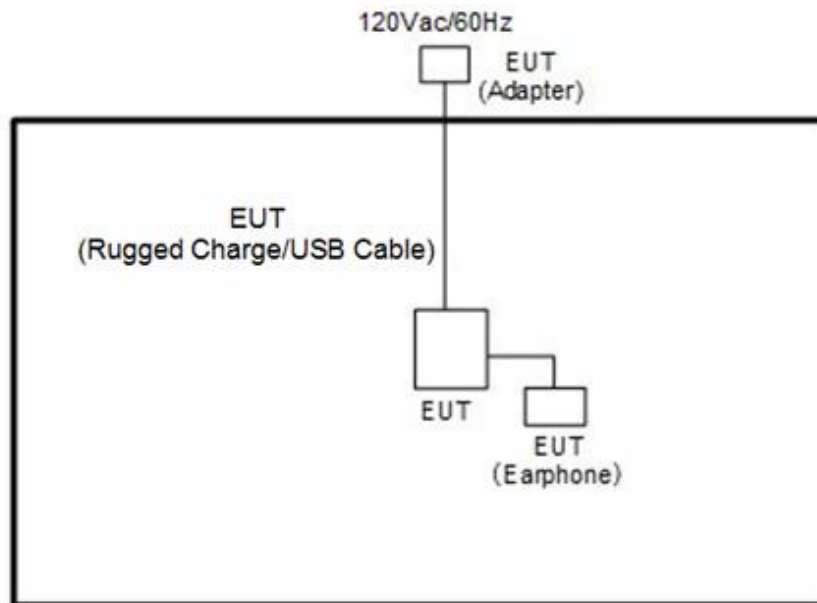 120Vac/60Hz
EUT
(Adapter)
EUT
(Rugged Charge/USB Cable)
EUT
EUT
(Earphone)